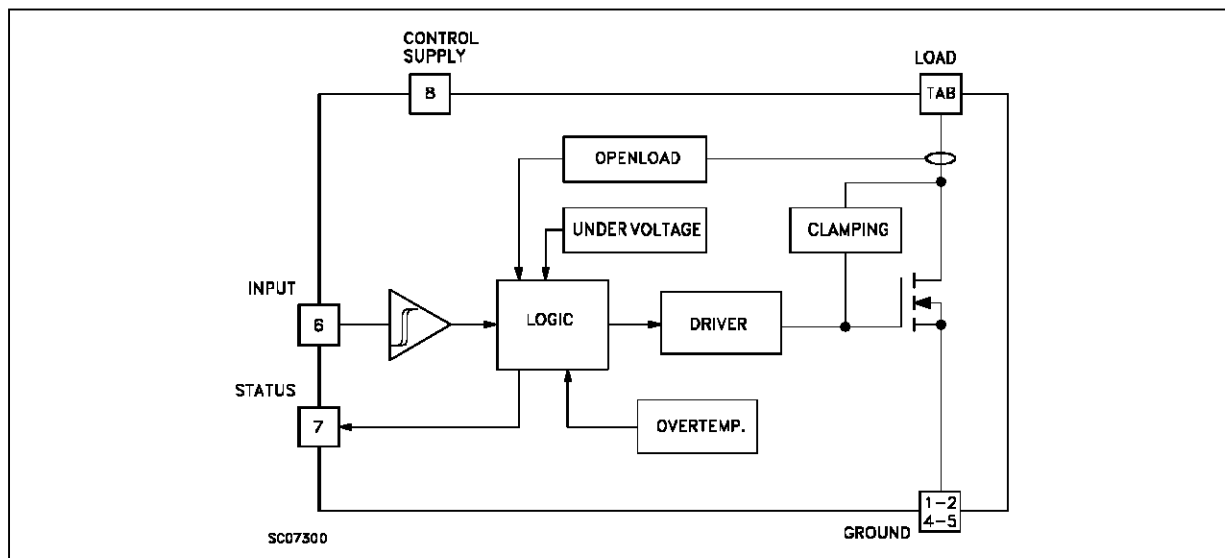 CONTROL
SUPPLY
8
LOAD
TAB
OPENLOAD
UNDER VOLTAGE
CLAMPING
INPUT
6
LOGIC
DRIVER
STATUS
7
OVERTEMP.
1-2
4-5
GROUND
SC07300